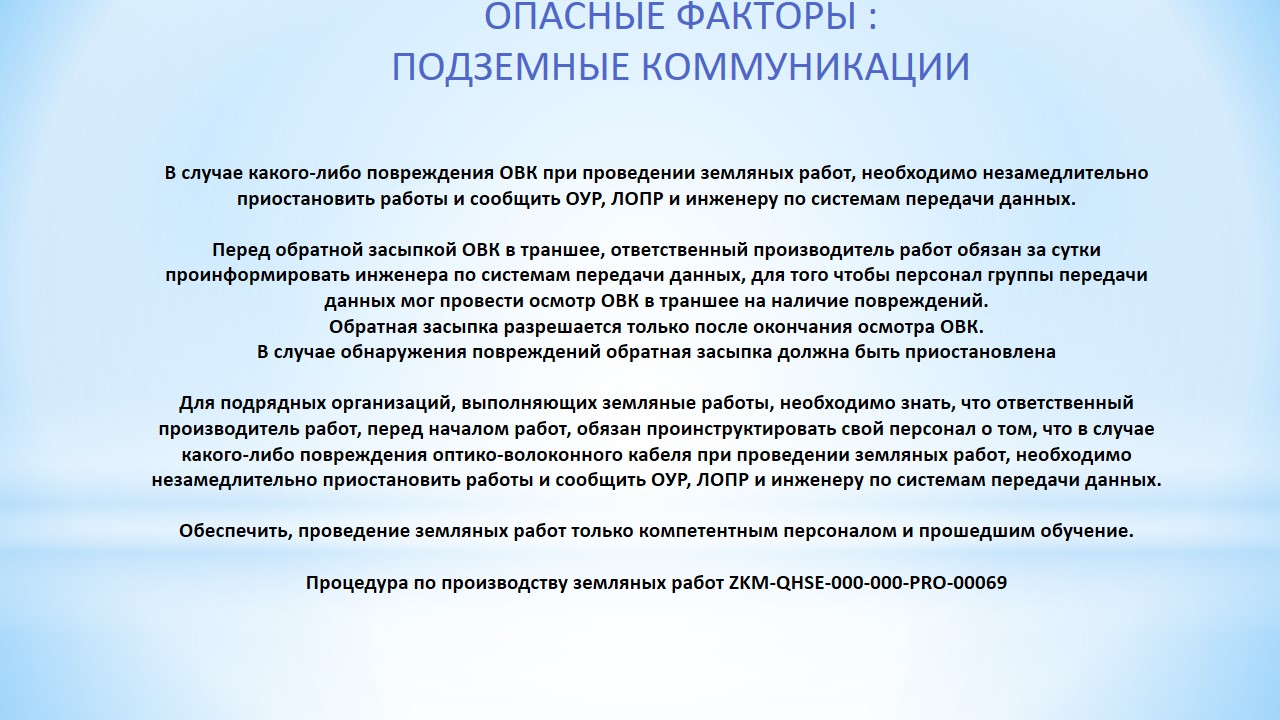 ОПАСНЫЕ ФАКТОРЫ :
ПОДЗЕМНЫЕ КОММУНИКАЦИИ
В случае какого-либо повреждения ОВК при проведении земляных работ, необходимо незамедлительно
приостановить работы и сообщить ОУР, ЛОПР и инженеру по системам передачи данных.
Перед обратной засыпкой ОВК в траншее, ответственный производитель работ обязан за сутки
проинформировать инженера по системам передачи данных, для того чтобы персонал группы передачи
данных мог провести осмотр ОВК в траншее на наличие повреждений.
Обратная засыпка разрешается только после окончания осмотра ОВК.
В случае обнаружения повреждений обратная засыпка должна быть приостановлена
Для подрядных организаций, выполняющих земляные работы, необходимо знать, что ответственный
производитель работ, перед началом работ, обязан проинструктировать свой персонал о том, что в случае
какого-либо повреждения оптико-волоконного кабеля при проведении земляных работ, необходимо
незамедлительно приостановить работы и сообщить ОУР, ЛОПР и инженеру по системам передачи данных.
Обеспечить, проведение земляных работ только компетентным персоналом и прошедшим обучение.
Процедура по производству земляных работ ZKM-QHSE-000-000-PRO-00069